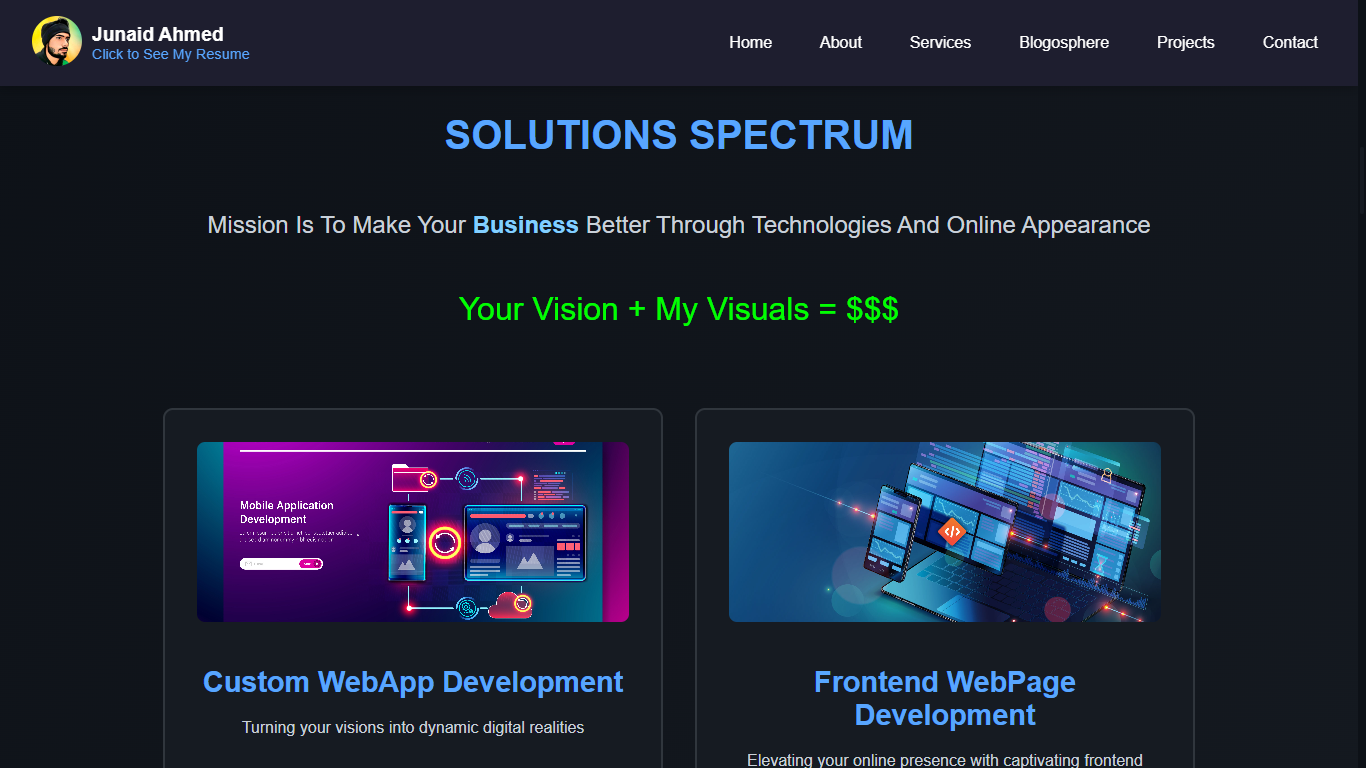 Junaid Ahmed
Click to See My Resume
Home About Services Blogosphere Projects Contact
SOLUTIONS SPECTRUM
Mission Is To Make Your Business Better Through Technologies And Online Appearance
Your Vision + My Visuals = $$$
Mobile Application
Development
Custom WebApp Development
Turning your visions into dynamic digital realities
Frontend WebPage
Development
Elevating your online presence with captivating frontend